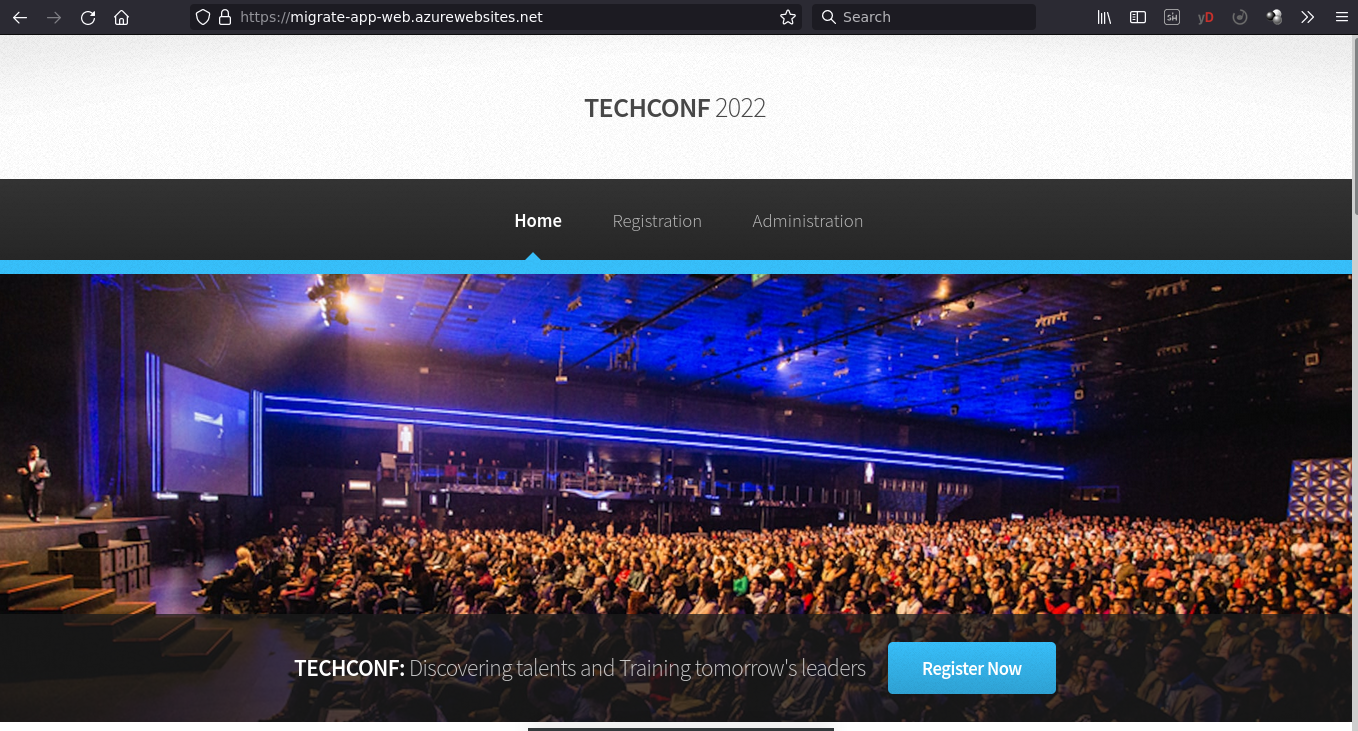 https://migrate-app-web.azurewebsites.net
Search
TECHCONF 2022
Home
Registration
Administration
TECHCONF: Discovering talents and Training tomorrow's leaders
Register Now